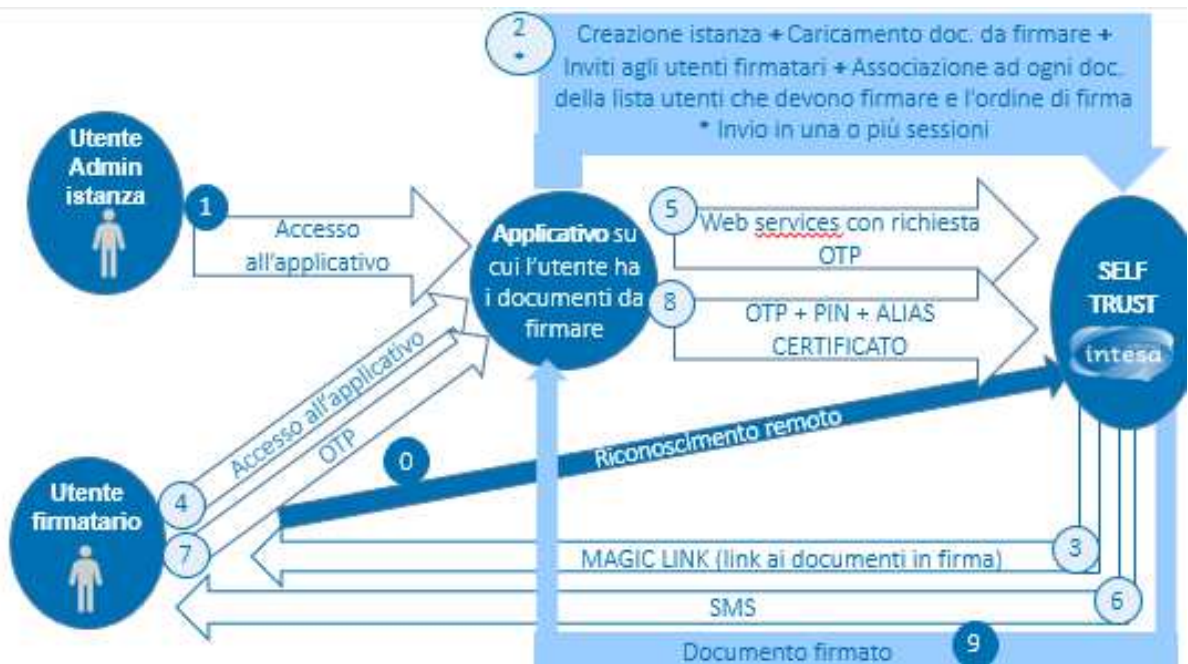 2
*
Creazione istanza + Caricamento doc. da firmare +
Inviti agli utenti firmatari + Associazione ad ogni doc.
della lista utenti che devono firmare e l'ordine di firma
* Invio in una o più sessioni
Utente
Admin
istanza
1
Accesso
all'applicativo
Applicativo su
cui l'utente ha
i documenti da
firmare
5
Web services con richiesta
OTP
8
OTP + PIN + ALIAS
CERTIFICATO
SELF
TRUST
intesa
Accesso all'applicativo
OTP
0
Riconoscimento remoto
Utente
firmatario
4
7
3
MAGIC LINK (link ai documenti in firma)
6
SMS
9
Documento firmato